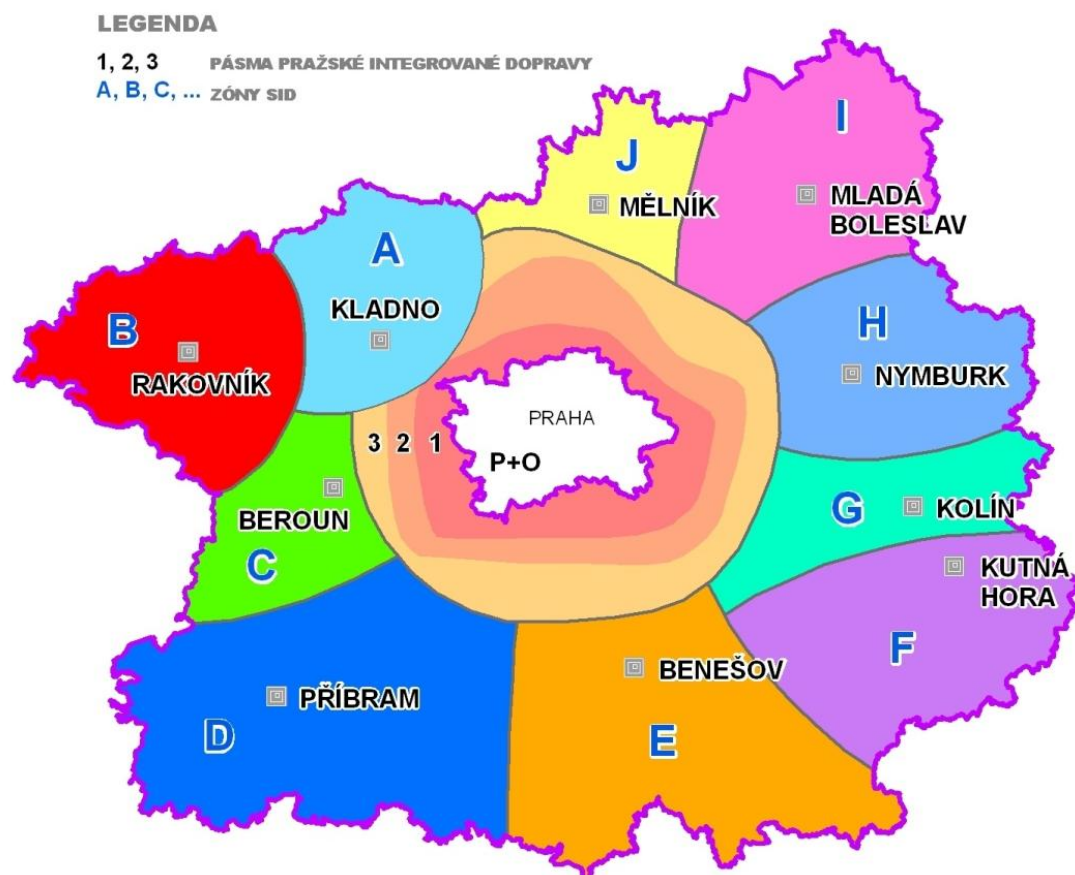 LEGENDA
1, 2, 3 PÁSMA PRAŽSKÉ INTEGROVANÉ DOPRAVY
A, B, C, ... ZÓNY SID
I
J
MĚLNÍK
MLADÁ
BOLESLAV
A
KLADNO
B
RAKOVNÍK
H
NYMBURK
PRAHA
3 2 1
P+O
BEROUN
C
G
KOLÍN
KUTNÁ
HORA
F
BENEŠOV
E
PŘÍBRAM
D